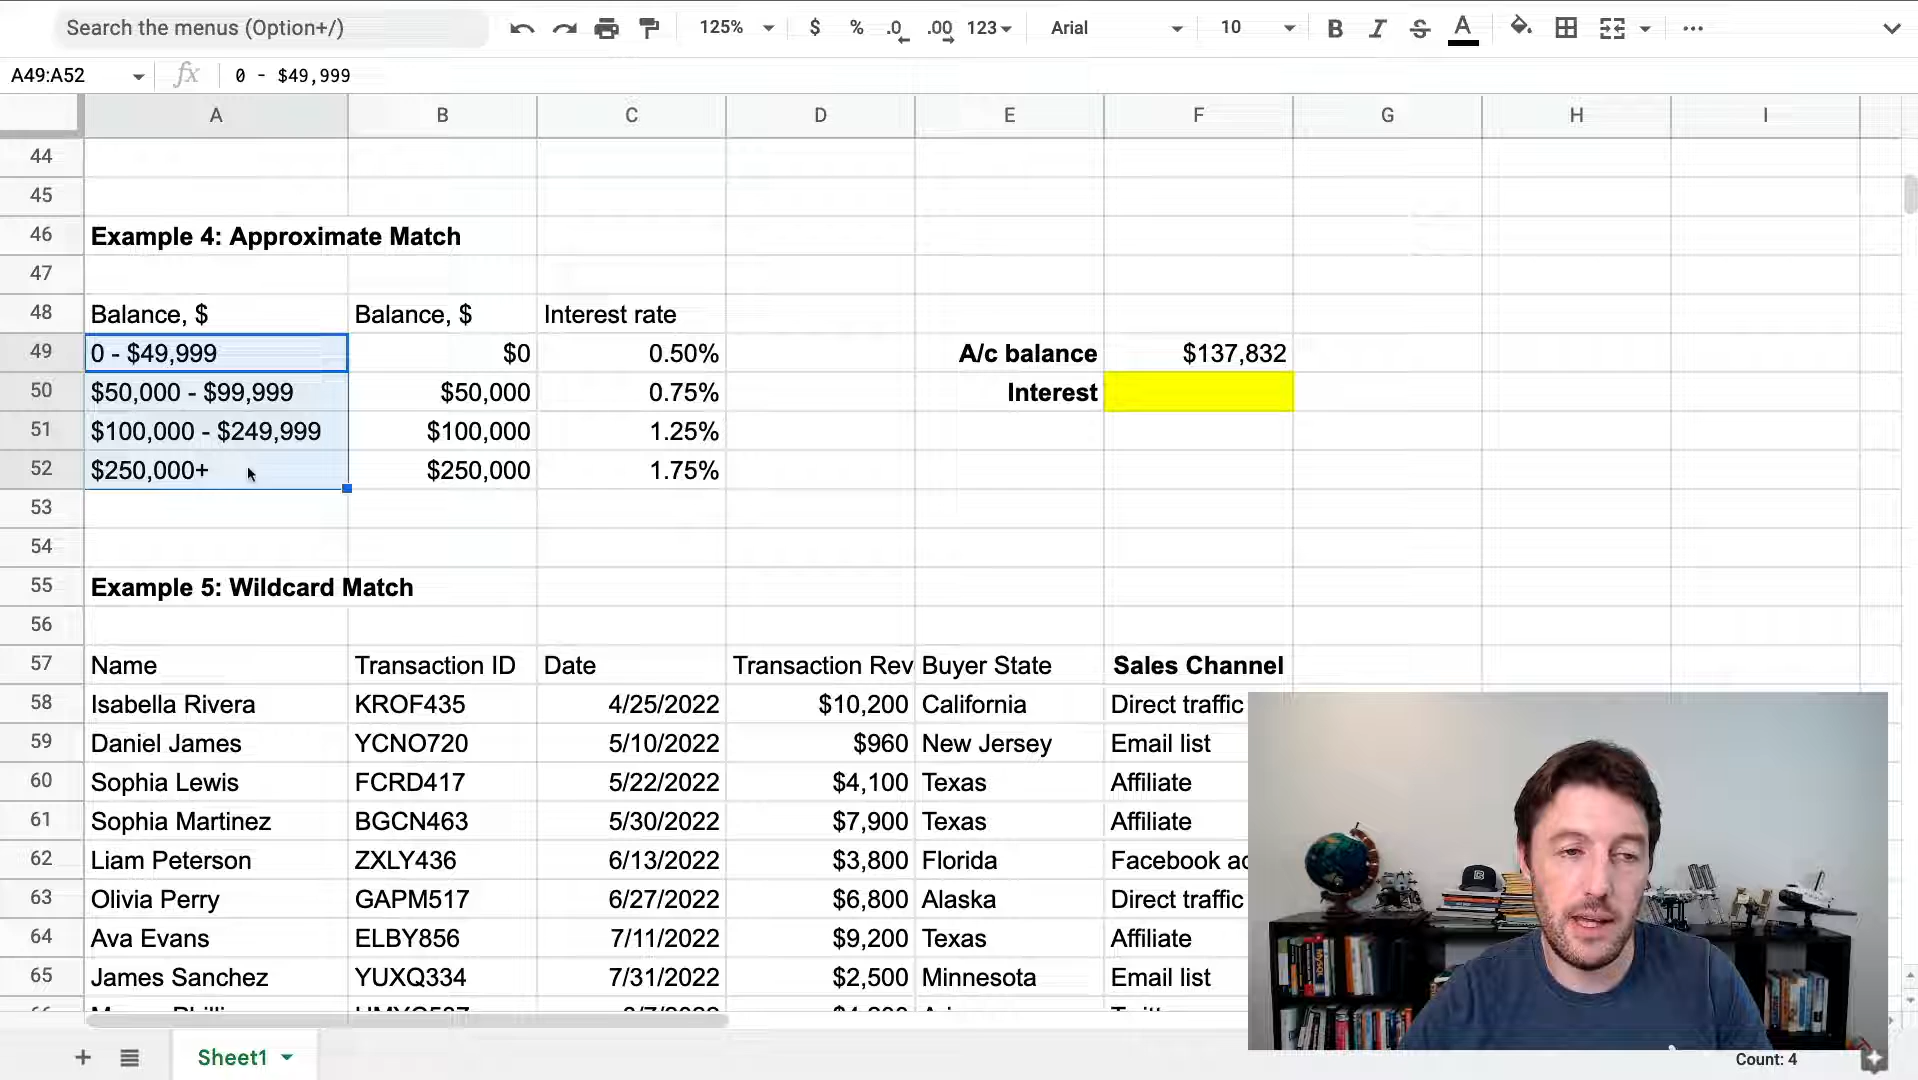 Search the menus (Option+/) 125% $ % .0 .00 123 Arial 10 B I S A
A49:A52 fx 0 - $49,999
A B C D E F G H I
44
45
46 Example 4: Approximate Match
47
48 Balance, $ Balance, $ Interest rate
49 0 - $49,999 $0 0.50% A/c balance $137,832
50 $50,000 - $99,999 $50,000 0.75% Interest
51 $100,000 - $249,999 $100,000 1.25%
52 $250,000+ $250,000 1.75%
53
54
55 Example 5: Wildcard Match
56
57 Name Transaction ID Date Transaction Rev Buyer State Sales Channel
58 Isabella Rivera KROF435 4/25/2022 $10,200 California Direct traffic
59 Daniel James YCNO720 5/10/2022 $960 New Jersey Email list
60 Sophia Lewis FCRD417 5/22/2022 $4,100 Texas Affiliate
61 Sophia Martinez BGCN463 5/30/2022 $7,900 Texas Affiliate
62 Liam Peterson ZXLY436 6/13/2022 $3,800 Florida Facebook
63 Olivia Perry GAPM517 6/27/2022 $6,800 Alaska Direct traffic
64 Ava Evans ELBY856 7/11/2022 $9,200 Texas Affiliate
65 James Sanchez YUXQ334 7/31/2022 $2,500 Minnesota Email list
Sheet1 Count: 4